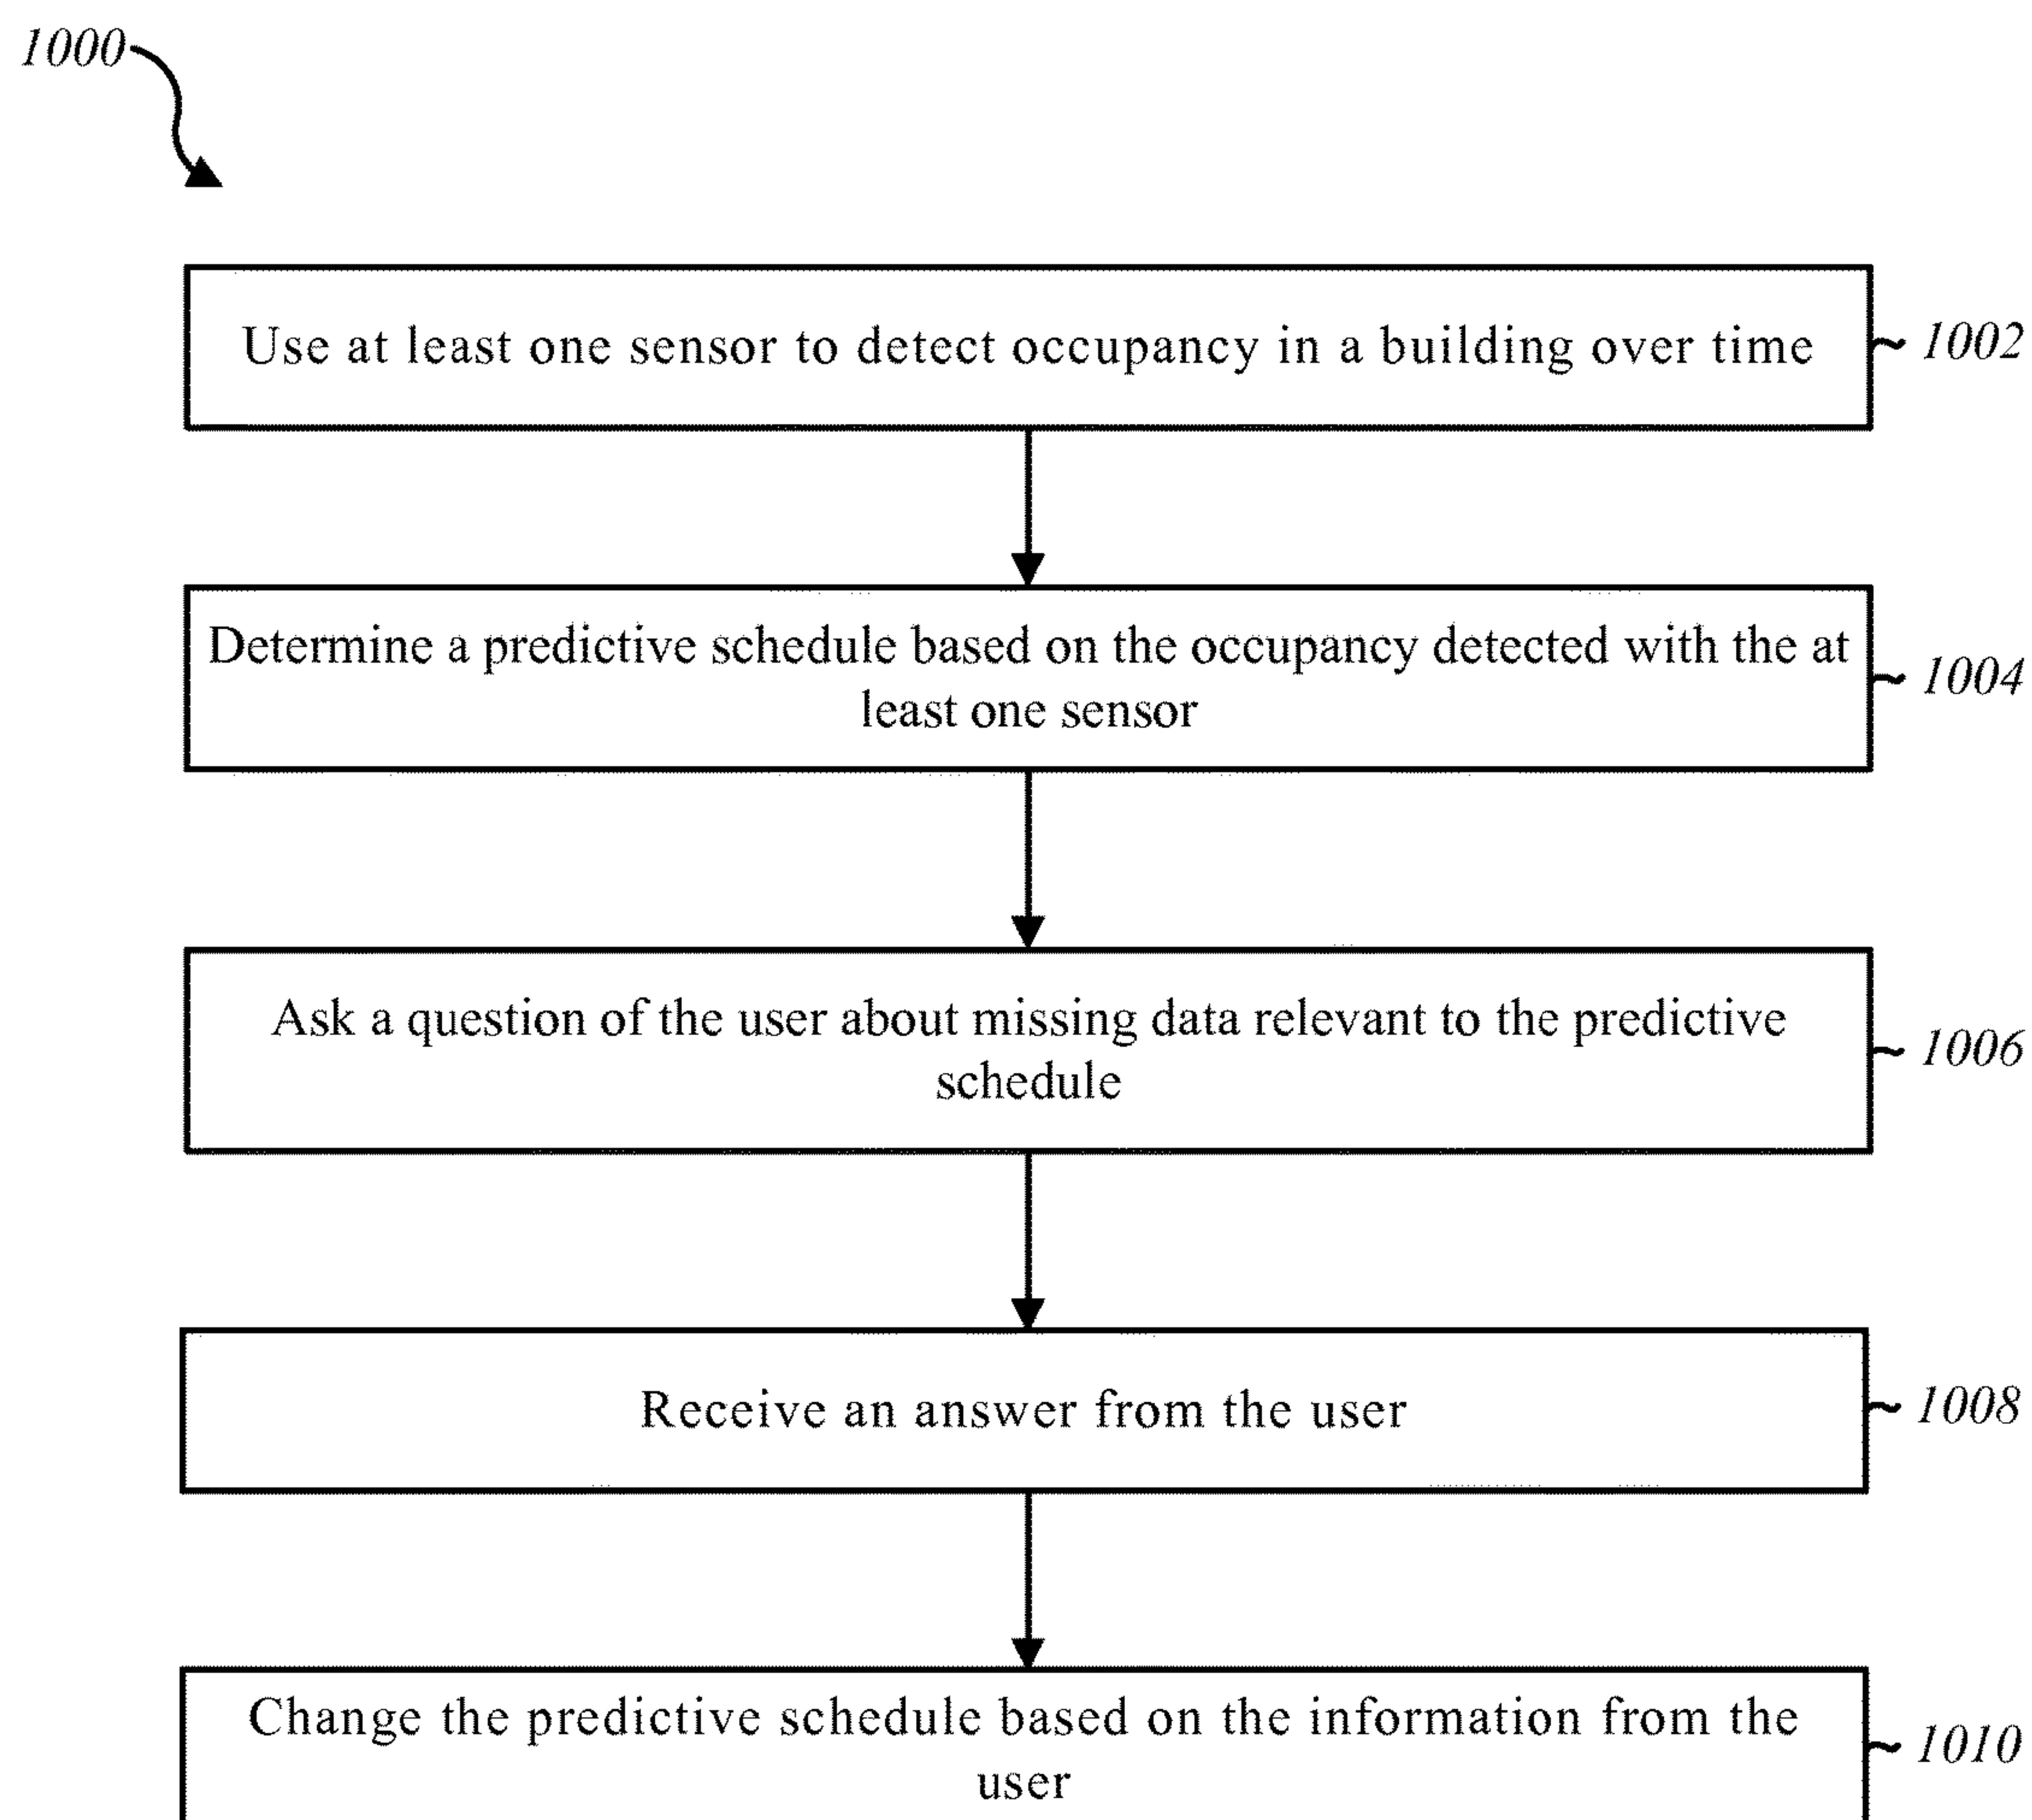 1000
Use at least one sensor to detect occupancy in a building over time
1002
Determine a predictive schedule based on the occupancy detected with the at
least one sensor
1004
Ask a question of the user about missing data relevant to the predictive
schedule
1006
Receive an answer from the user
1008
Change the predictive schedule based on the information from the
user
1010